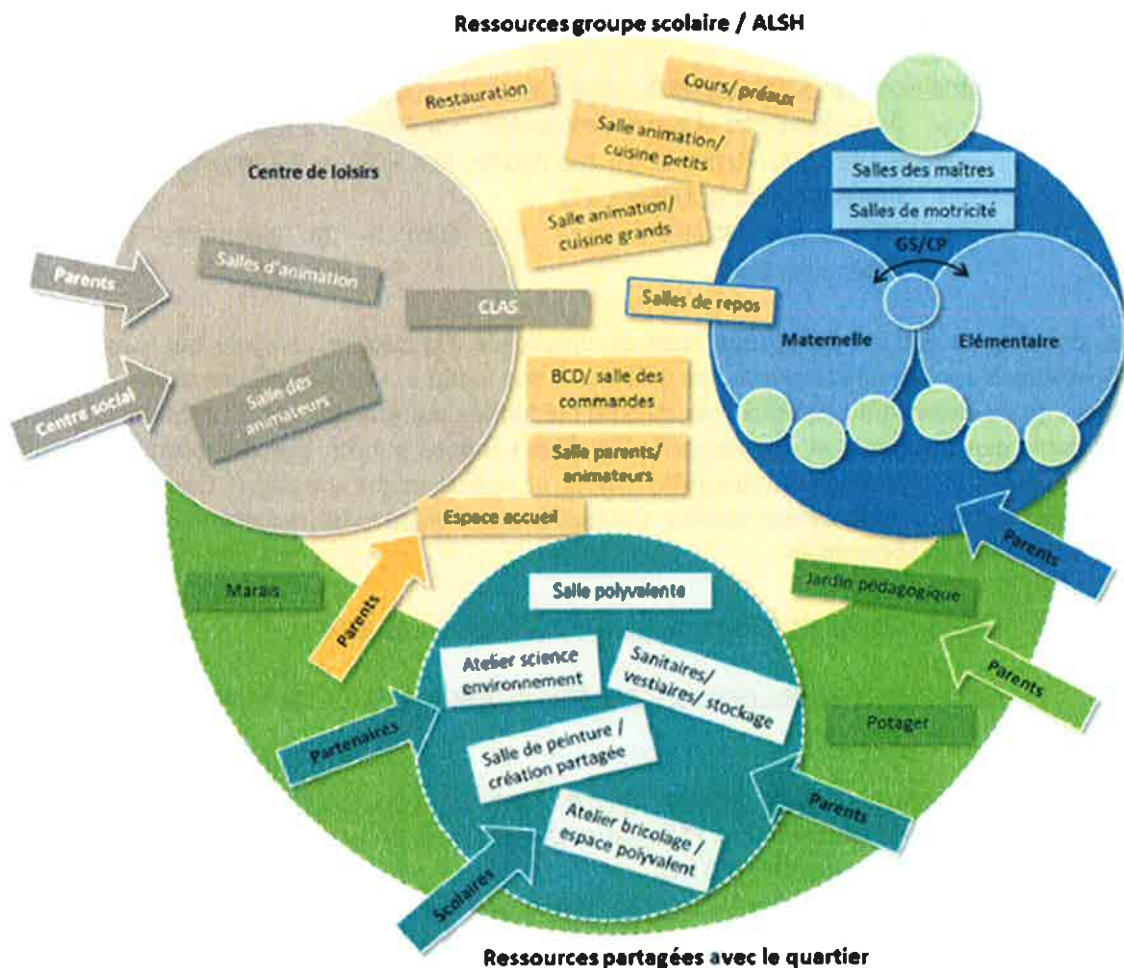 Ressources groupe scolaire / ALSH
Restauration
Cours/ préaux
Salle animation/
cuisine petits
Salle animation/
cuisine grands
Centre de loisirs
Parents
Salles d'animation
CLAS
Centre social
Salle des
animateurs
Salles des maîtres
Salles de motricité
GS/CP
Salles de repos
Maternelle
Elémentaire
BCD/ salle des
commandes
Salle parents/
animateurs
Espace accueil
Parents
Parents
Marais
Jardin pédagogique
Parents
Potager
Salle polyvalente
Atelier science
environnement
Sanitaires/
vestiaires/ stockage
Partenaires
Salle de peinture /
création partagée
Parents
Atelier bricolage /
espace polyvalent
Scolaires
Ressources partagées avec le quartier